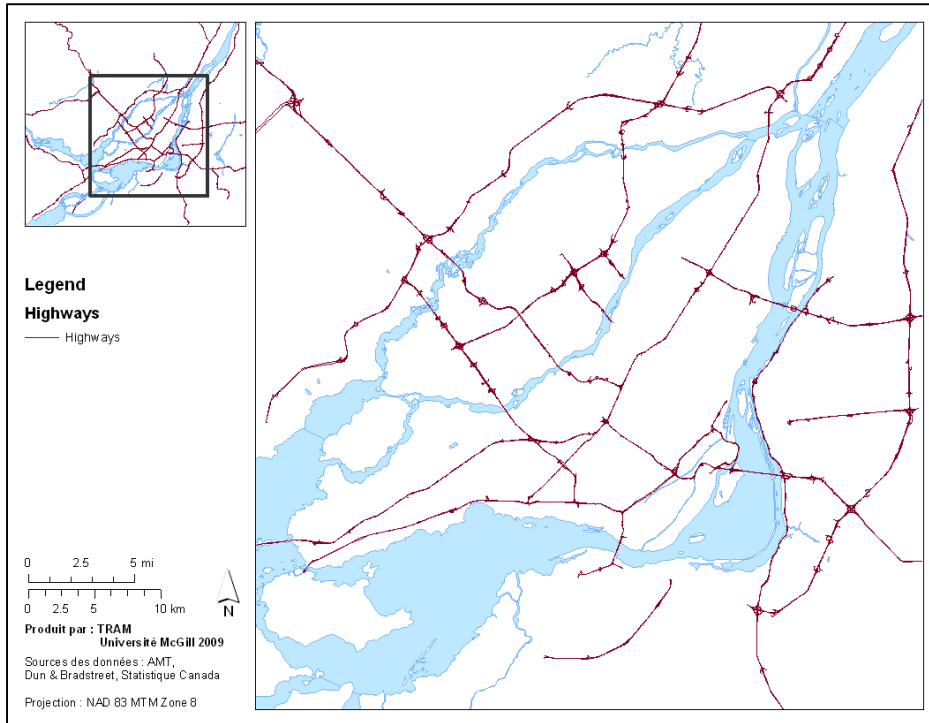 Legend
Highways
Highways
0 2.5 5 mi
0 2.5 5 10 km
N
Produit par : TRAM
Université McGill 2009
Sources des données : AMT,
Dun & Bradstreet, Statistique Canada
Projection : NAD 83 MTM Zone 8